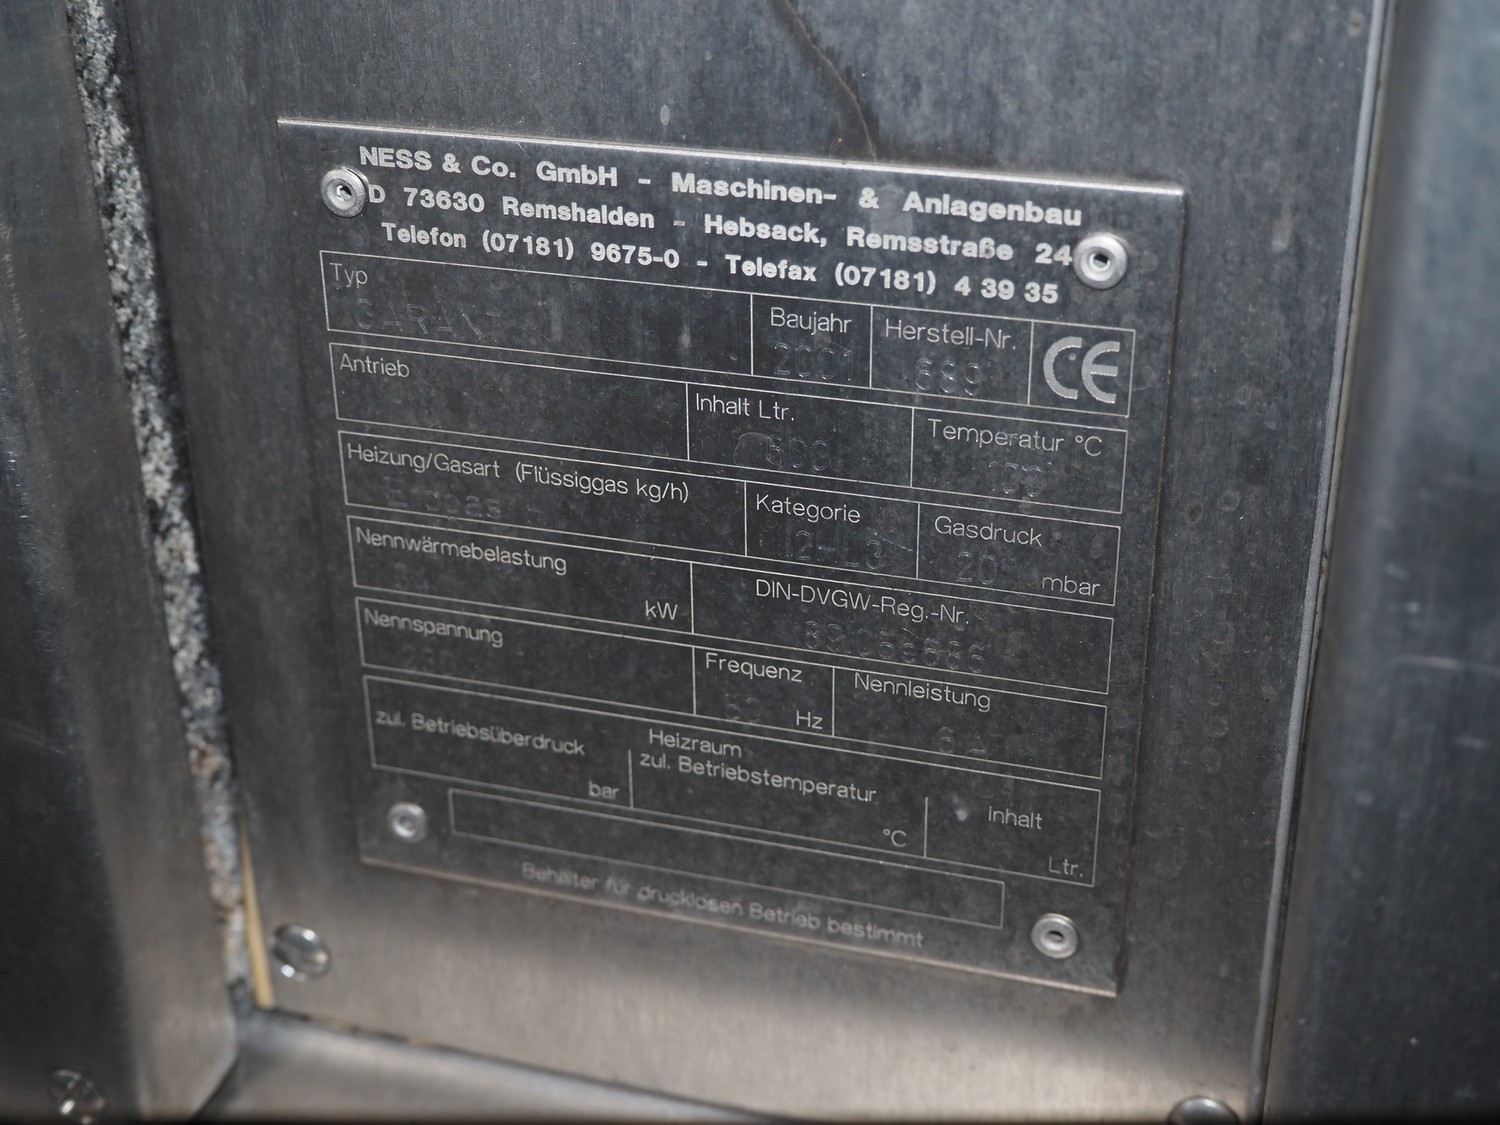 NESS & Co. GmbH - Maschinen- & Anlagenbau
D 73630 Remshalden - Hebsack, Remsstraße 24
Telefon (07181) 9675-0 - Telefax (07181) 4 39 35
Typ
Baujahr
2001
Herstell-Nr.
CE
Antrieb
Inhalt Ltr.
Temperatur °C
Heizung/Gasart (Flüssiggas kg/h)
Erdgas
Kategorie
Gasdruck
20
mbar
Nennwärmebelastung
kW
DIN-DVGW-Reg.-Nr.
Nennspannung
Frequenz
Hz
Nennleistung
zul. Betriebsüberdruck
bar
Heizraum
zul. Betriebstemperatur
°C
Inhalt
Ltr.
Behälter für drucklosen Betrieb bestimmt